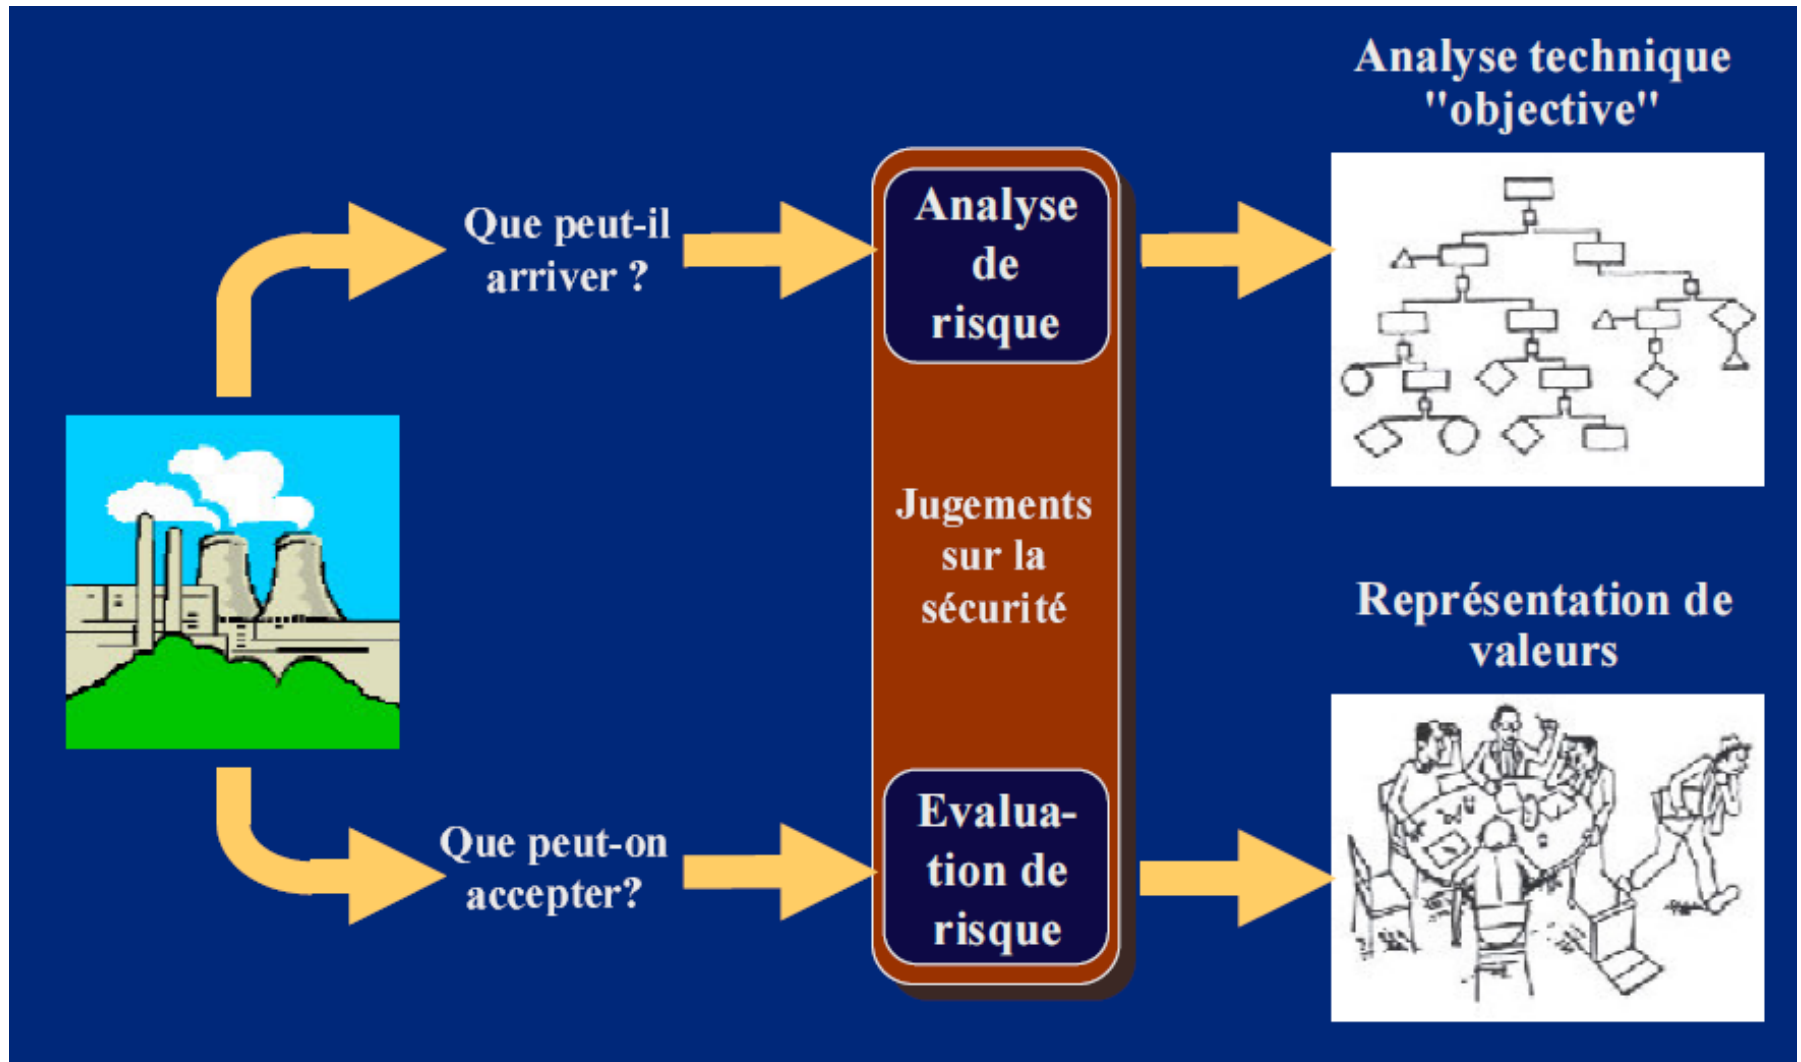 Analyse technique
"objective"
Que peut-il
arriver ?
Analyse
de
risque
Jugements
sur la
sécurité
Représentation de
valeurs
Que peut-on
accepter?
Evalua-
tion de
risque